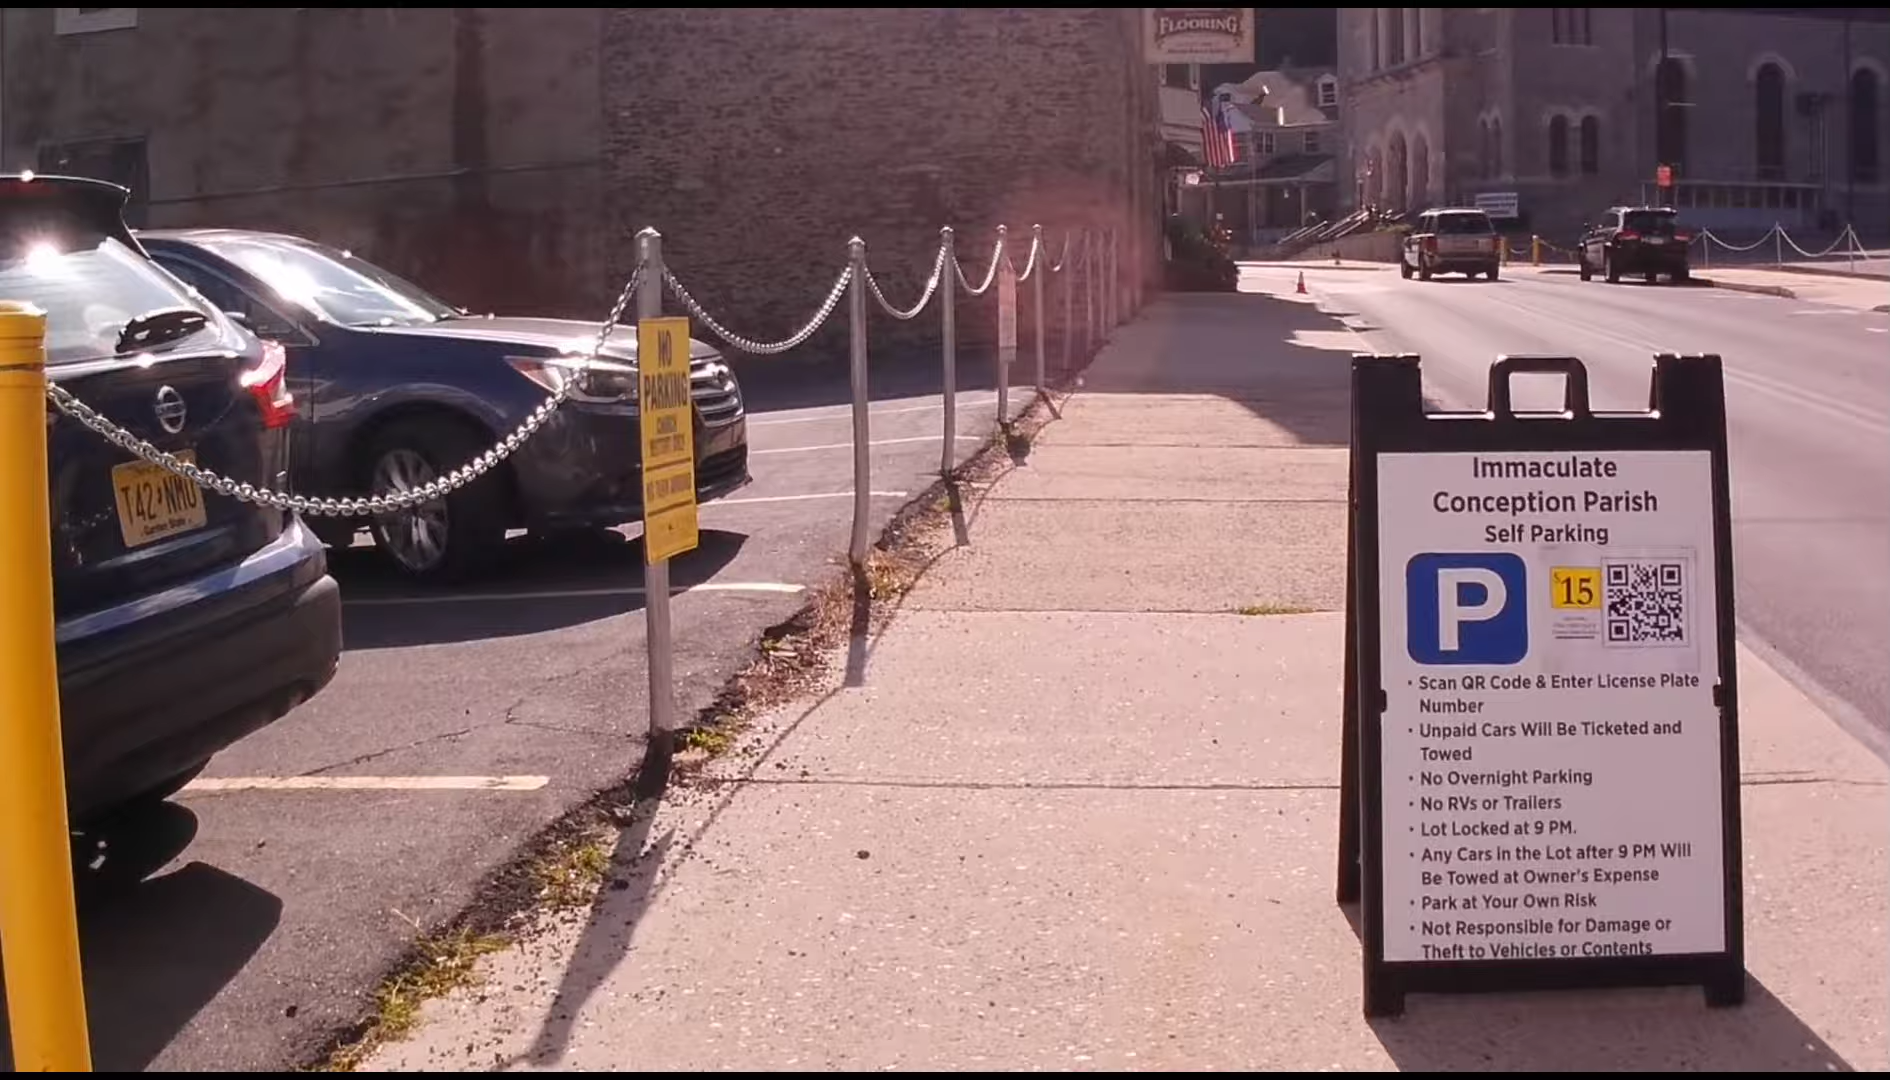 FLOORING
NO
PARKING
CHURCH
T42 NMU
Garden State
Immaculate
Conception Parish
Self Parking
P
$15
• Scan QR Code & Enter License Plate
Number
• Unpaid Cars Will Be Ticketed and
Towed
• No Overnight Parking
• No RVs or Trailers
• Lot Locked at 9 PM.
• Any Cars in the Lot after 9 PM Will
Be Towed at Owner's Expense
• Park at Your Own Risk
• Not Responsible for Damage or
Theft to Vehicles or Contents